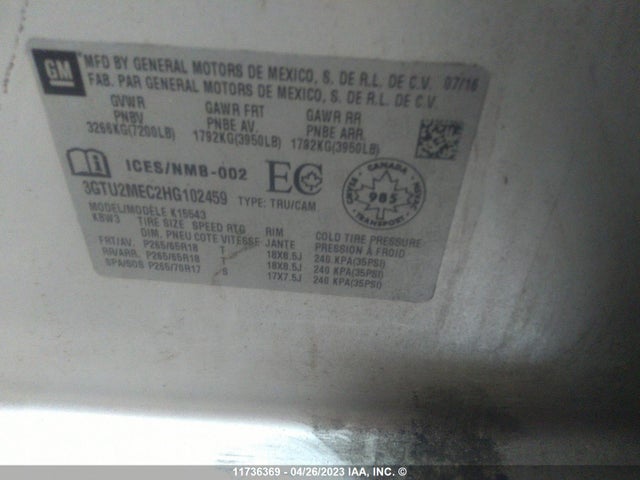 GM
MFD BY GENERAL MOTORS DE MEXICO, S. DE R.L. DE C.V. 07/16
FAB. PAR GENERAL MOTORS DE MEXICO, S. DE R.L. DE C.V.
GVWR GAWR FRT GAWR RR
PNBV PNBE AV. PNBE ARR.
3266KG(7200LB) 1792KG(3950LB) 1792KG(3950LB)
ICES/NMB-002 EC
3GTU2MEC2HG102459 TYPE: TRU/CAM
CANADA
985
TRANSPORT
MODEL/MODÈLE K15543
KBW3 TIRE SIZE SPEED RTG RIM COLD TIRE PRESSURE
DIM. PNEU COTE VITESSE JANTE PRESSION À FROID
FRT/AV. P265/65R18 T 18X8.5J 240 KPA(35PSI)
RR/ARR. P265/65R18 T 18X8.5J 240 KPA(35PSI)
SPA/SOS P265/70R17 S 17X7.5J 240 KPA(35PSI)
11736369 - 04/26/2023 IAA, INC. ©